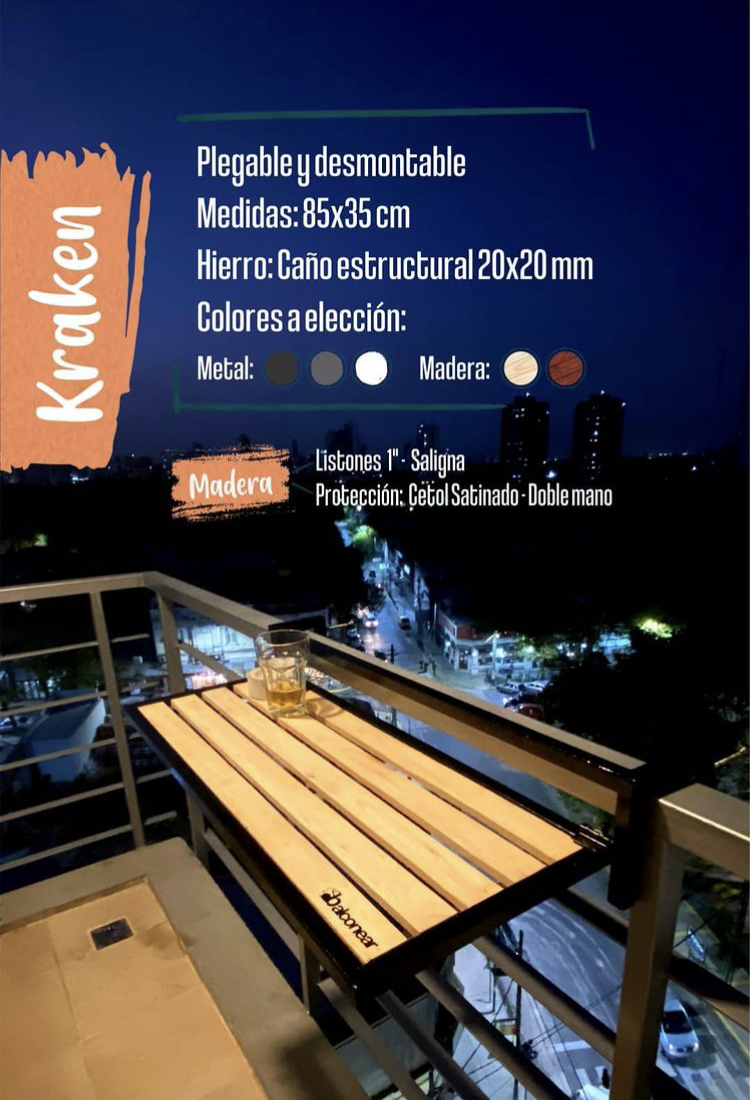 Kraken
Plegable y desmontable
Medidas: 85x35 cm
Hierro: Caño estructural 20x20 mm
Colores a elección:
Metal: Madera:
Madera
Listones 1" - Saligna
Protección: Cetol Satinado - Doble mano
balconear